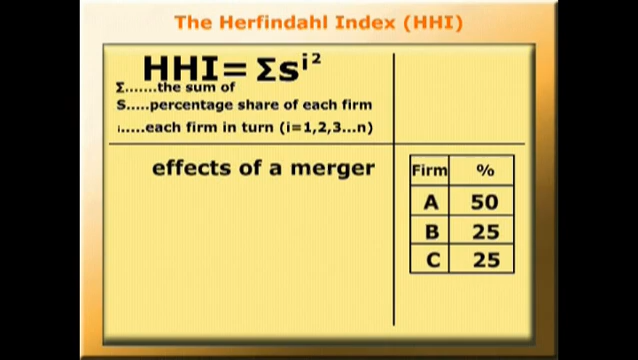 The Herfindahl Index (HHI)
HHI= Σsi²
Σ.......the sum of
S.....percentage share of each firm
i.....each firm in turn (i=1,2,3...n)
effects of a merger
Firm %
A 50
B 25
C 25